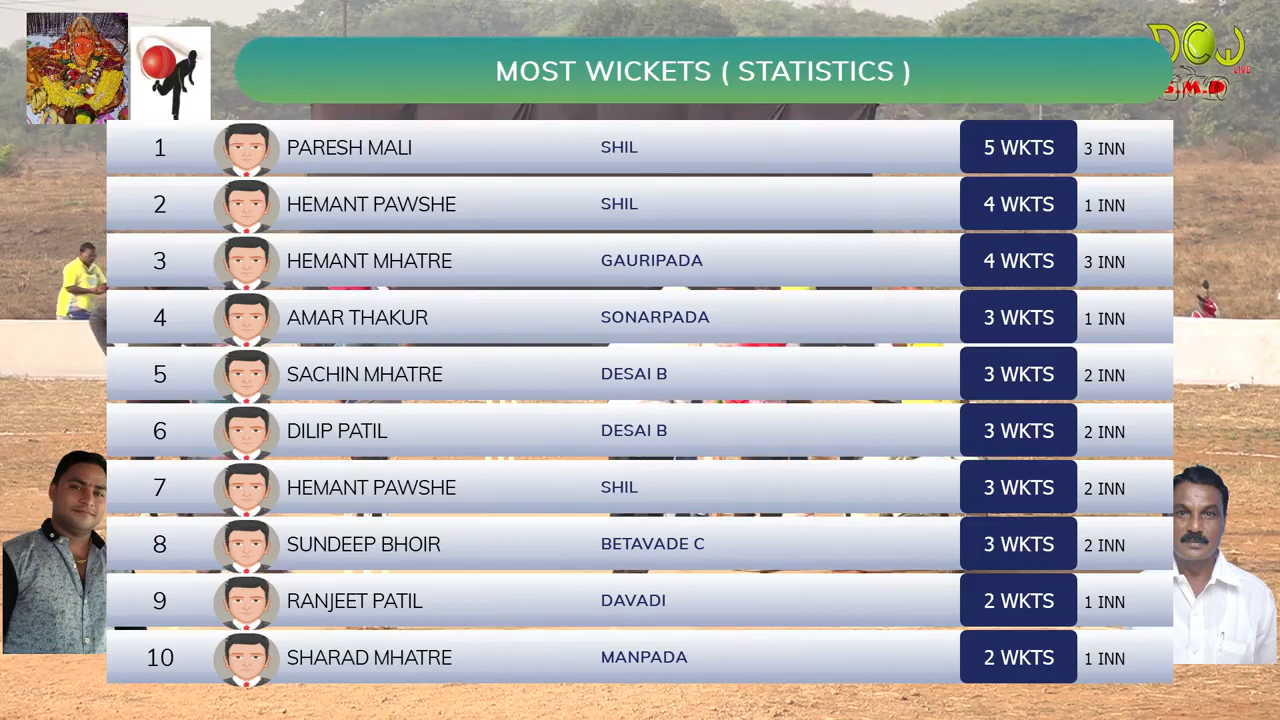 MOST WICKETS ( STATISTICS )
DCW
LIVE
S.M.D
1 PARESH MALI SHIL 5 WKTS 3 INN
2 HEMANT PAWSHE SHIL 4 WKTS 1 INN
3 HEMANT MHATRE GAURIPADA 4 WKTS 3 INN
4 AMAR THAKUR SONARPADA 3 WKTS 1 INN
5 SACHIN MHATRE DESAI B 3 WKTS 2 INN
6 DILIP PATIL DESAI B 3 WKTS 2 INN
7 HEMANT PAWSHE SHIL 3 WKTS 2 INN
8 SUNDEEP BHOIR BETAVADE C 3 WKTS 2 INN
9 RANJEET PATIL DAVADI 2 WKTS 1 INN
10 SHARAD MHATRE MANPADA 2 WKTS 1 INN